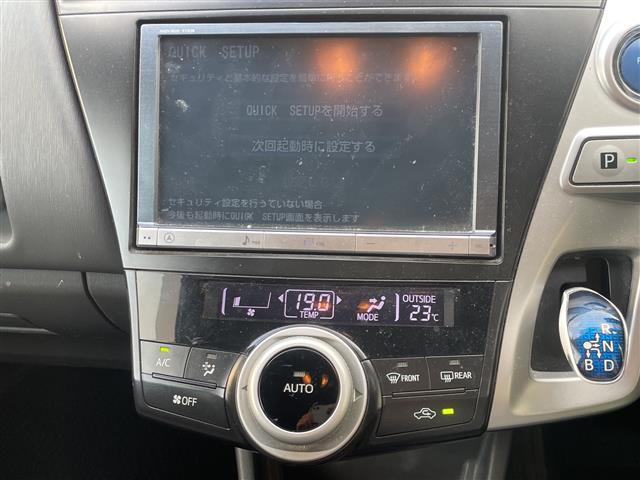 QUICK SETUP
セキュリティと基本的な設定を簡単に行うことができます
QUICK SETUPを開始する
次回起動時に設定する
セキュリティ設定を行っていない場合
今後も起動時にQUICK SETUP画面を表示します
19.0
TEMP
MODE
OUTSIDE
23℃
A/C
OFF
AUTO
FRONT
REAR
P
R
N
B D